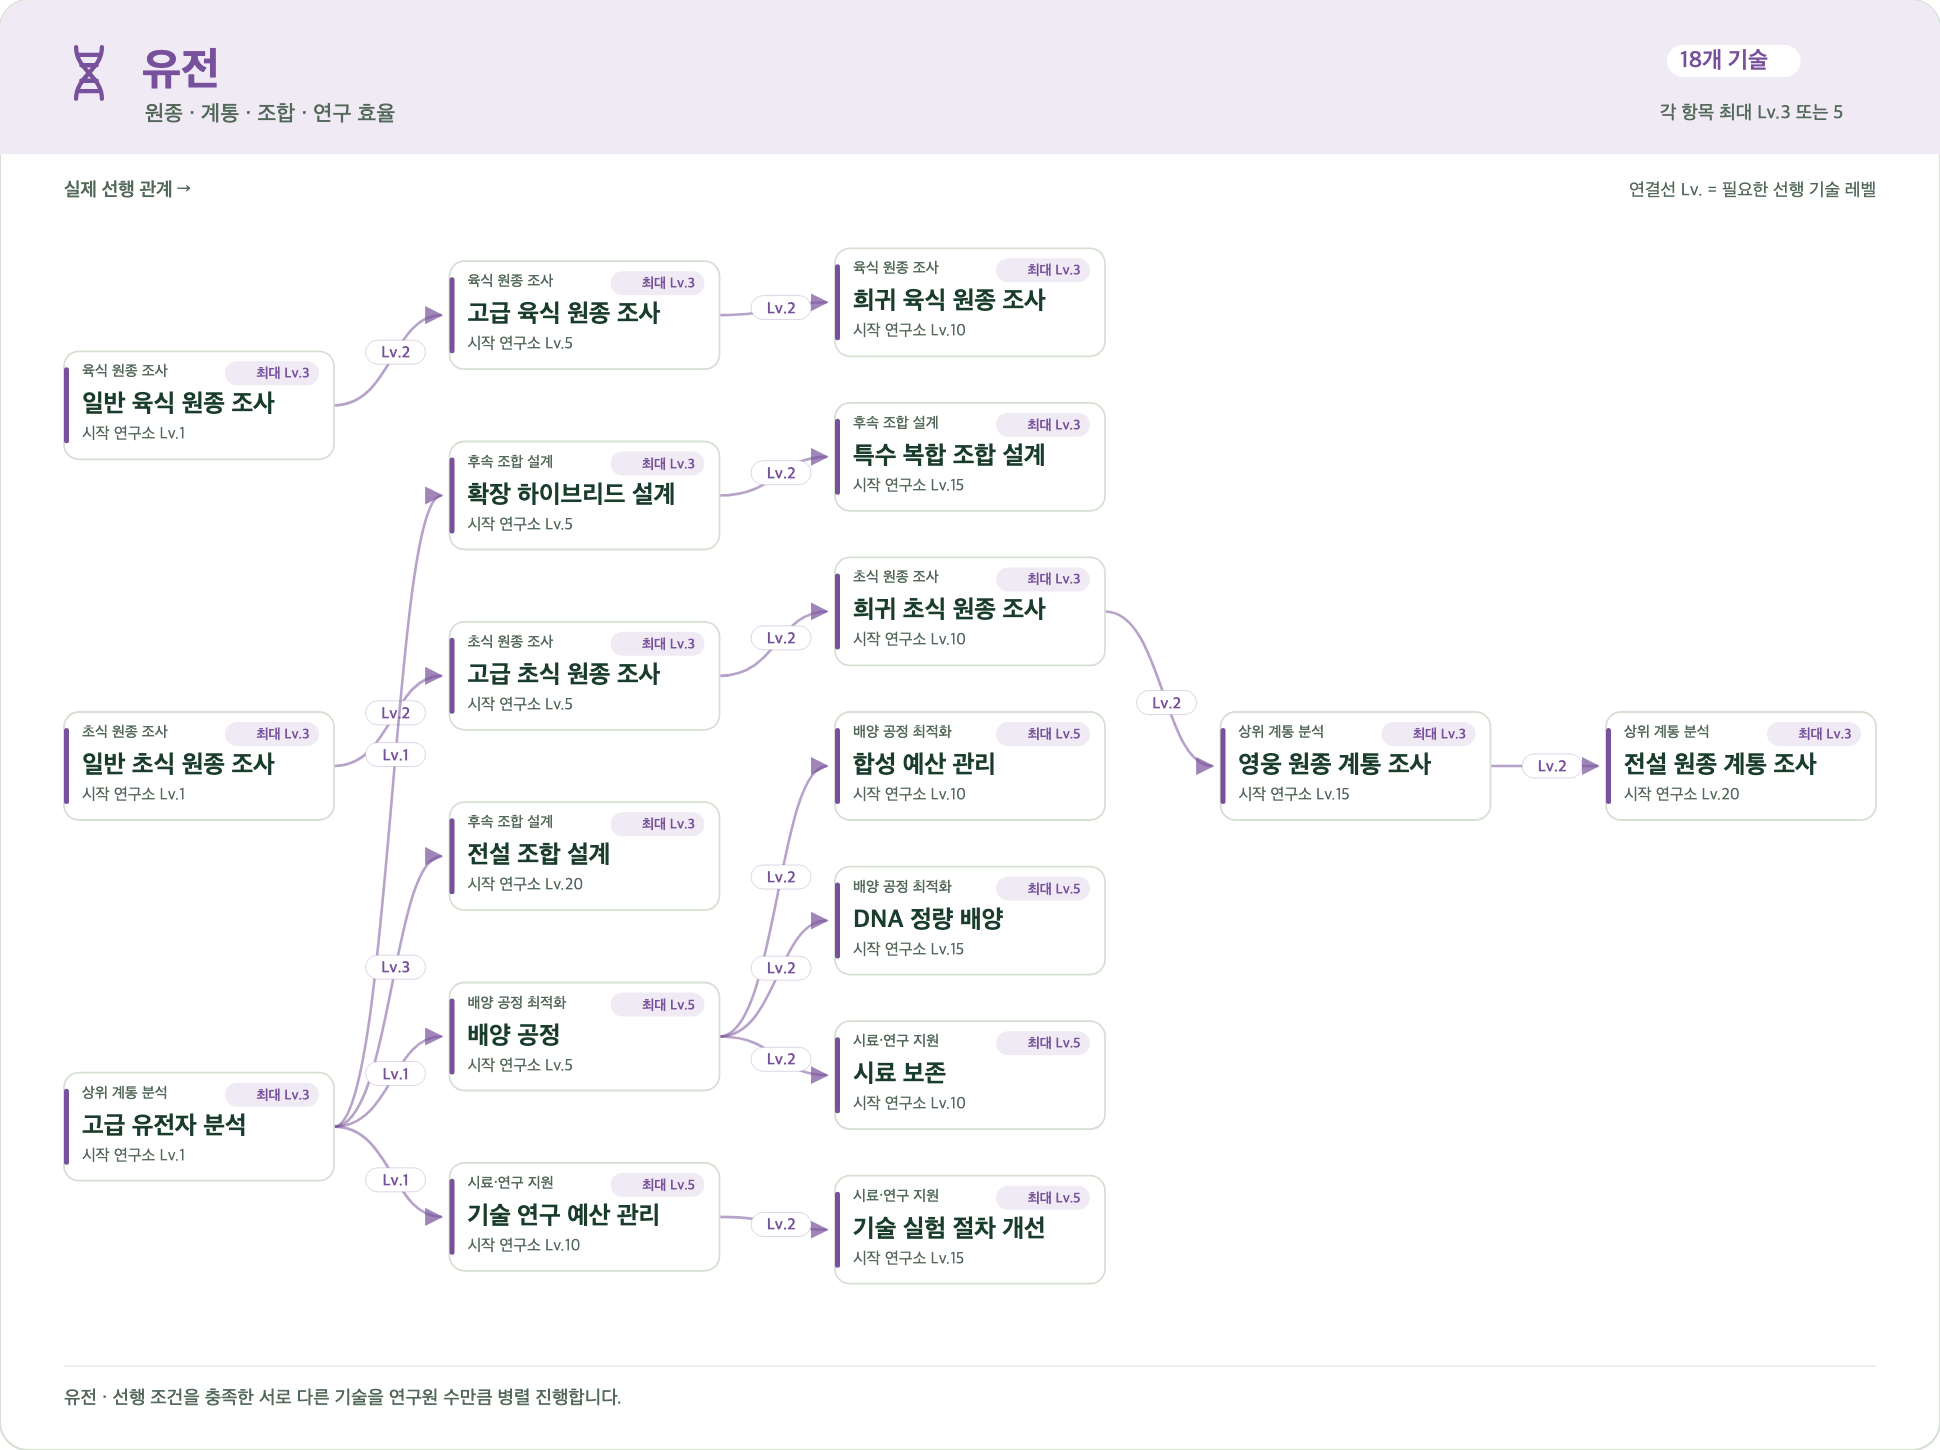 유전
원종 · 계통 · 조합 · 연구 효율
18개 기술
각 항목 최대 Lv.3 또는 5
실제 선행 관계 →
연결선 Lv. = 필요한 선행 기술 레벨
육식 원종 조사
최대 Lv.3
일반 육식 원종 조사
시작 연구소 Lv.1
초식 원종 조사
최대 Lv.3
일반 초식 원종 조사
시작 연구소 Lv.1
상위 계통 분석
최대 Lv.3
고급 유전자 분석
시작 연구소 Lv.1
Lv.2
Lv.2
Lv.1
Lv.3
Lv.1
Lv.1
육식 원종 조사
최대 Lv.3
고급 육식 원종 조사
시작 연구소 Lv.5
후속 조합 설계
최대 Lv.3
확장 하이브리드 설계
시작 연구소 Lv.5
초식 원종 조사
최대 Lv.3
고급 초식 원종 조사
시작 연구소 Lv.5
후속 조합 설계
최대 Lv.3
전설 조합 설계
시작 연구소 Lv.20
배양 공정 최적화
최대 Lv.5
배양 공정
시작 연구소 Lv.5
시료·연구 지원
최대 Lv.5
기술 연구 예산 관리
시작 연구소 Lv.10
Lv.2
Lv.2
Lv.2
Lv.2
Lv.2
Lv.2
Lv.2
육식 원종 조사
최대 Lv.3
희귀 육식 원종 조사
시작 연구소 Lv.10
후속 조합 설계
최대 Lv.3
특수 복합 조합 설계
시작 연구소 Lv.15
초식 원종 조사
최대 Lv.3
희귀 초식 원종 조사
시작 연구소 Lv.10
배양 공정 최적화
최대 Lv.5
합성 예산 관리
시작 연구소 Lv.10
배양 공정 최적화
최대 Lv.5
DNA 정량 배양
시작 연구소 Lv.15
시료·연구 지원
최대 Lv.5
시료 보존
시작 연구소 Lv.10
시료·연구 지원
최대 Lv.5
기술 실험 절차 개선
시작 연구소 Lv.15
Lv.2
상위 계통 분석
최대 Lv.3
영웅 원종 계통 조사
시작 연구소 Lv.15
Lv.2
상위 계통 분석
최대 Lv.3
전설 원종 계통 조사
시작 연구소 Lv.20
유전 · 선행 조건을 충족한 서로 다른 기술을 연구원 수만큼 병렬 진행합니다.